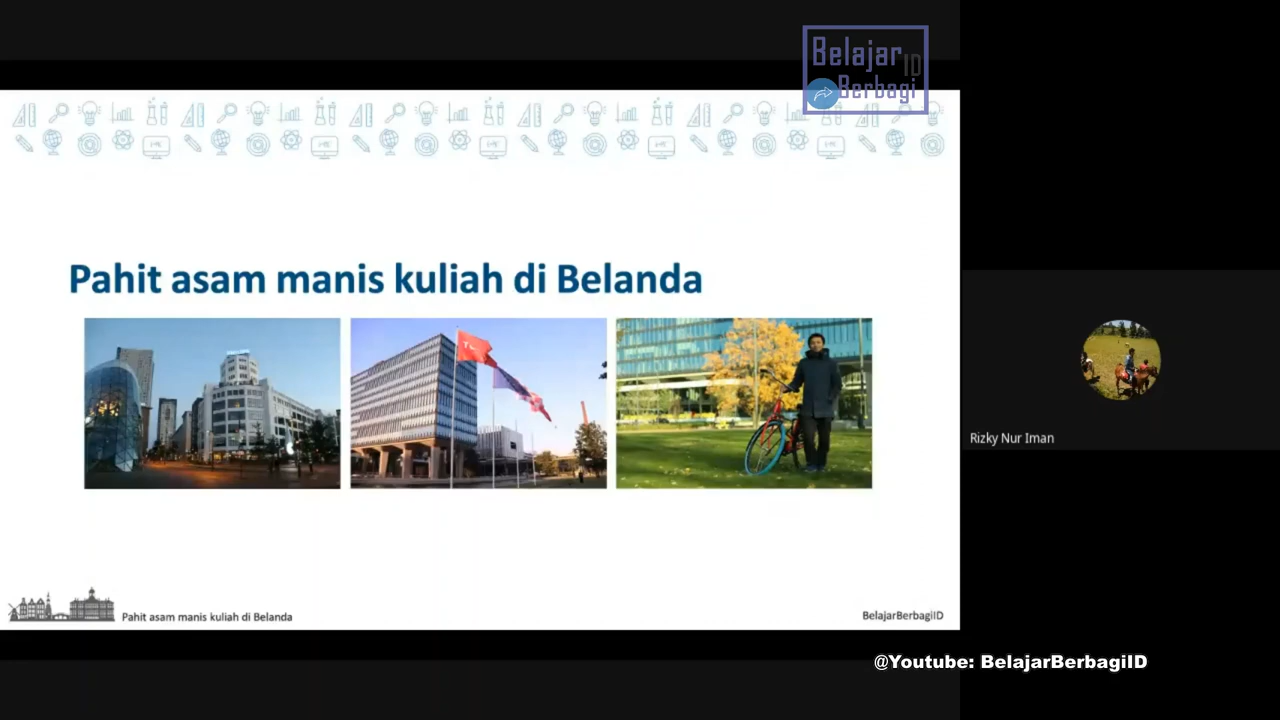 Belajar
ID
Berbagi
Pahit asam manis kuliah di Belanda
Rizky Nur Iman
Pahit asam manis kuliah di Belanda
BelajarBerbagiID
@Youtube: BelajarBerbagiID